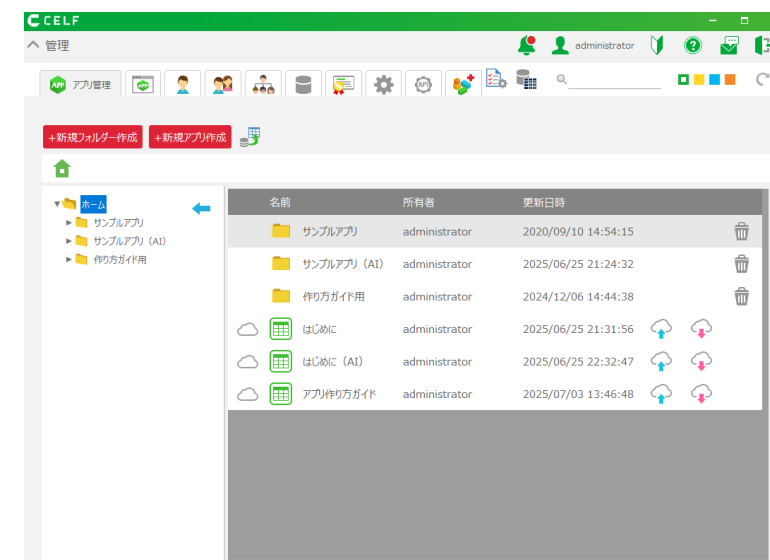 CELF
管理
administrator
APP アプリ管理
API
+新規フォルダー作成 +新規アプリ作成
ホーム
サンプルアプリ
サンプルアプリ（AI）
作り方ガイド用
名前 所有者 更新日時
サンプルアプリ administrator 2020/09/10 14:54:15
サンプルアプリ（AI） administrator 2025/06/25 21:24:32
作り方ガイド用 administrator 2024/12/06 14:44:38
はじめに administrator 2025/06/25 21:31:56
はじめに（AI） administrator 2025/06/25 22:32:47
アプリ作り方ガイド administrator 2025/07/03 13:46:48